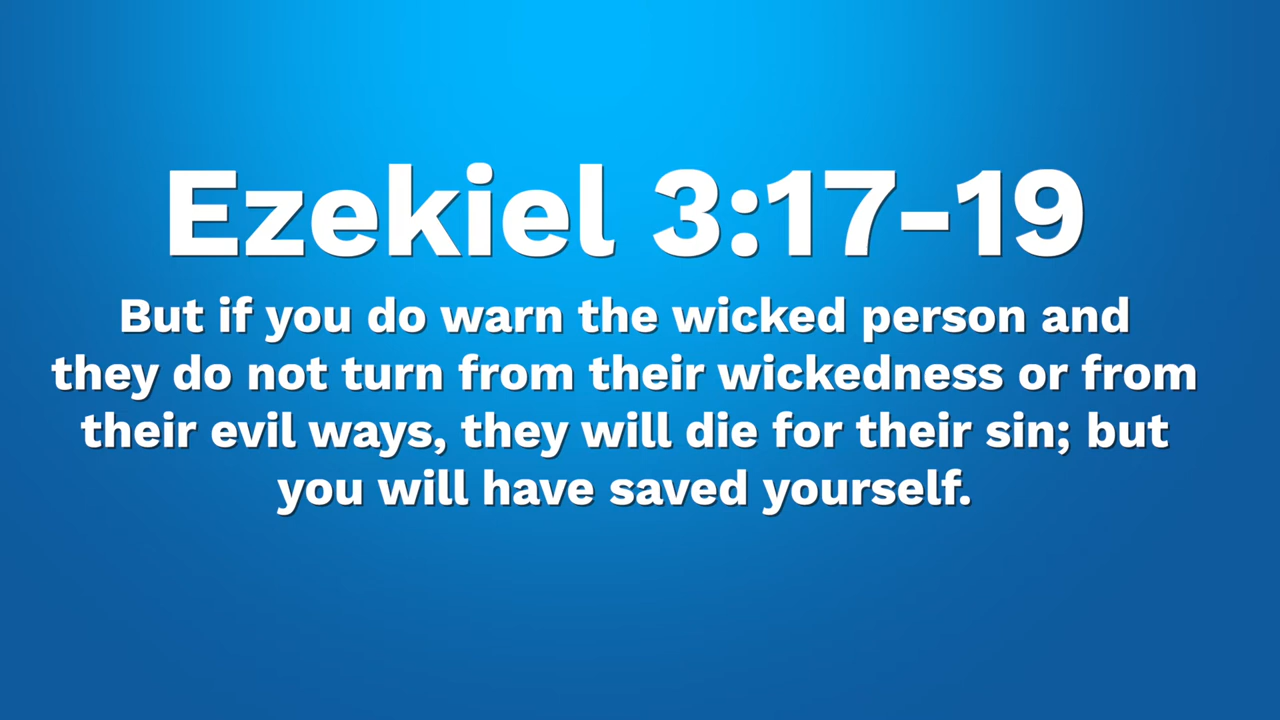 Ezekiel 3:17-19
But if you do warn the wicked person and
they do not turn from their wickedness or from
their evil ways, they will die for their sin; but
you will have saved yourself.